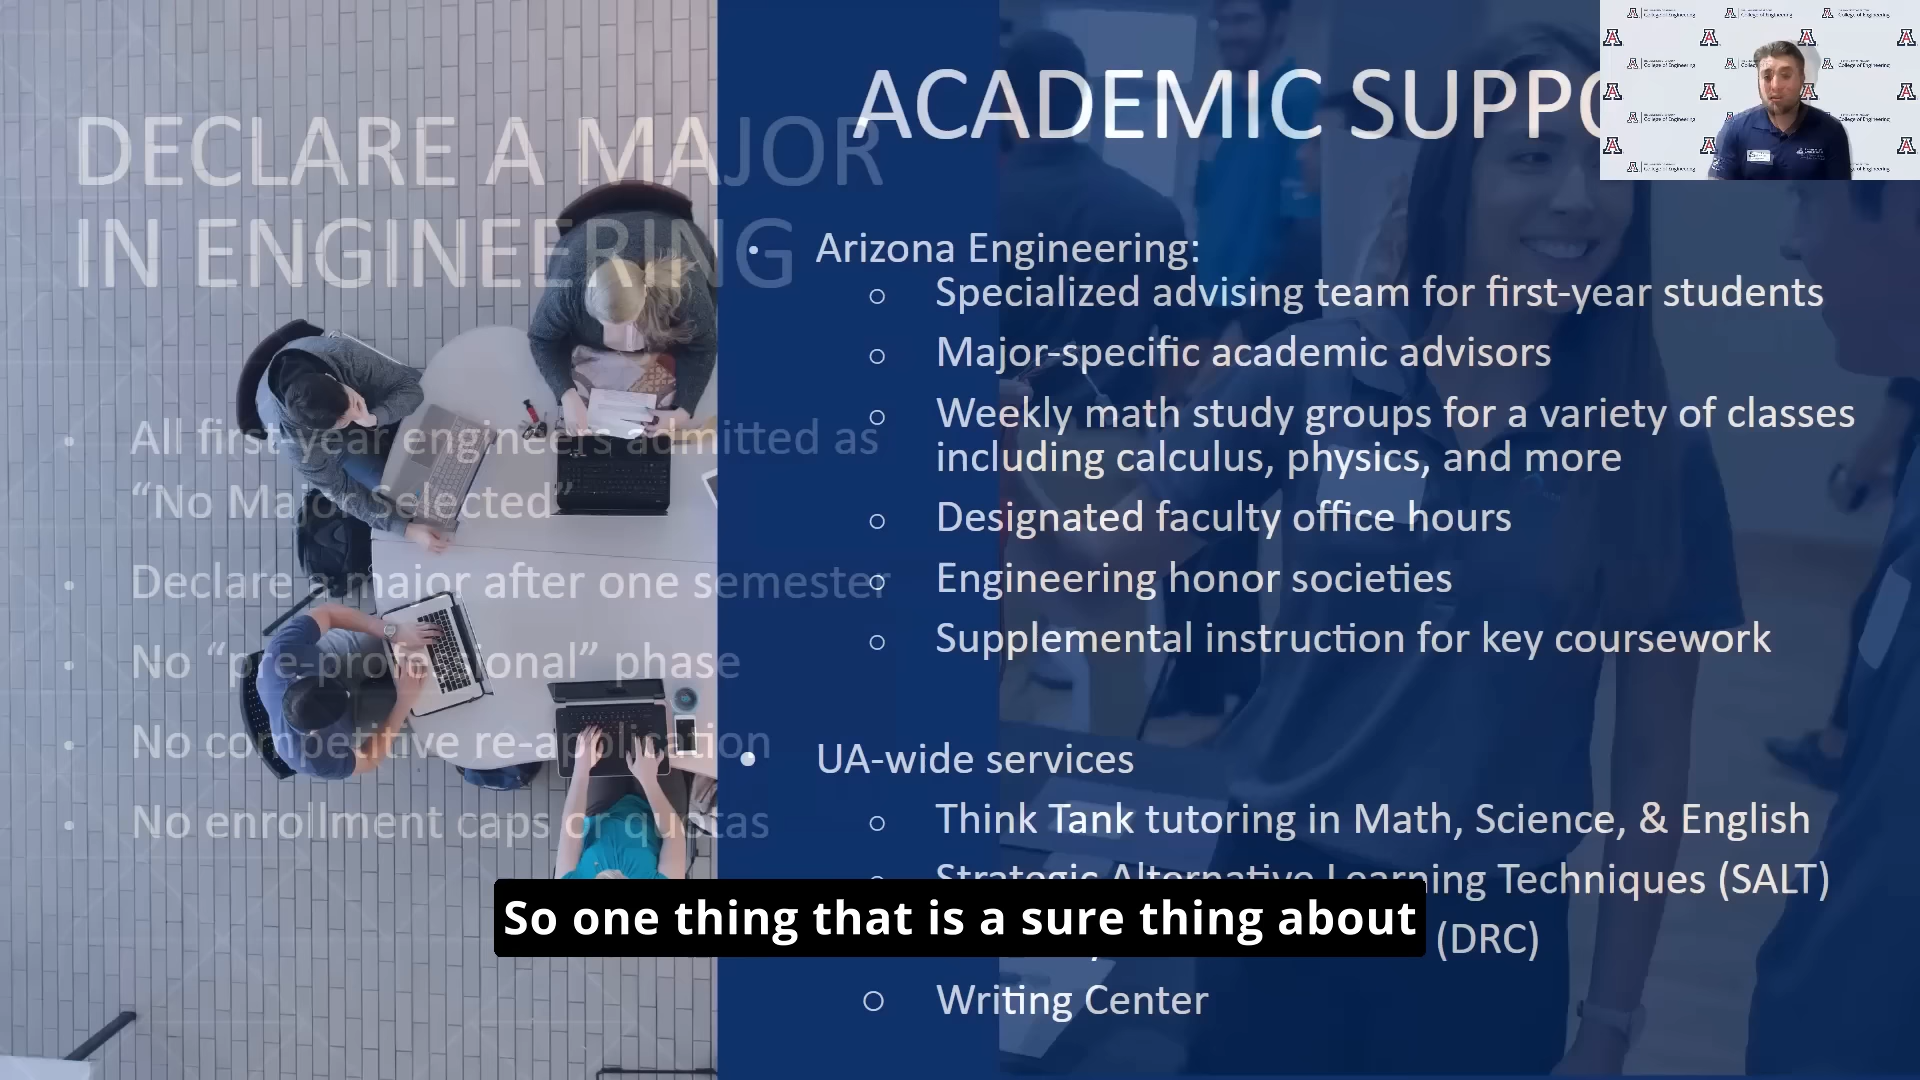 DECLARE A MAJOR
IN ENGINEERING
All first-year engineers admitted as
“No Major Selected”
Declare a major after one semester
No “pre-professional” phase
No competitive re-application
No enrollment caps or quotas
ACADEMIC SUPPO
• Arizona Engineering:
○ Specialized advising team for first-year students
○ Major-specific academic advisors
○ Weekly math study groups for a variety of classes
including calculus, physics, and more
○ Designated faculty office hours
○ Engineering honor societies
○ Supplemental instruction for key coursework
• UA-wide services
○ Think Tank tutoring in Math, Science, & English
Strategic Alternative Learning Techniques (SALT)
(DRC)
○ Writing Center
So one thing that is a sure thing about
A College of Engineering